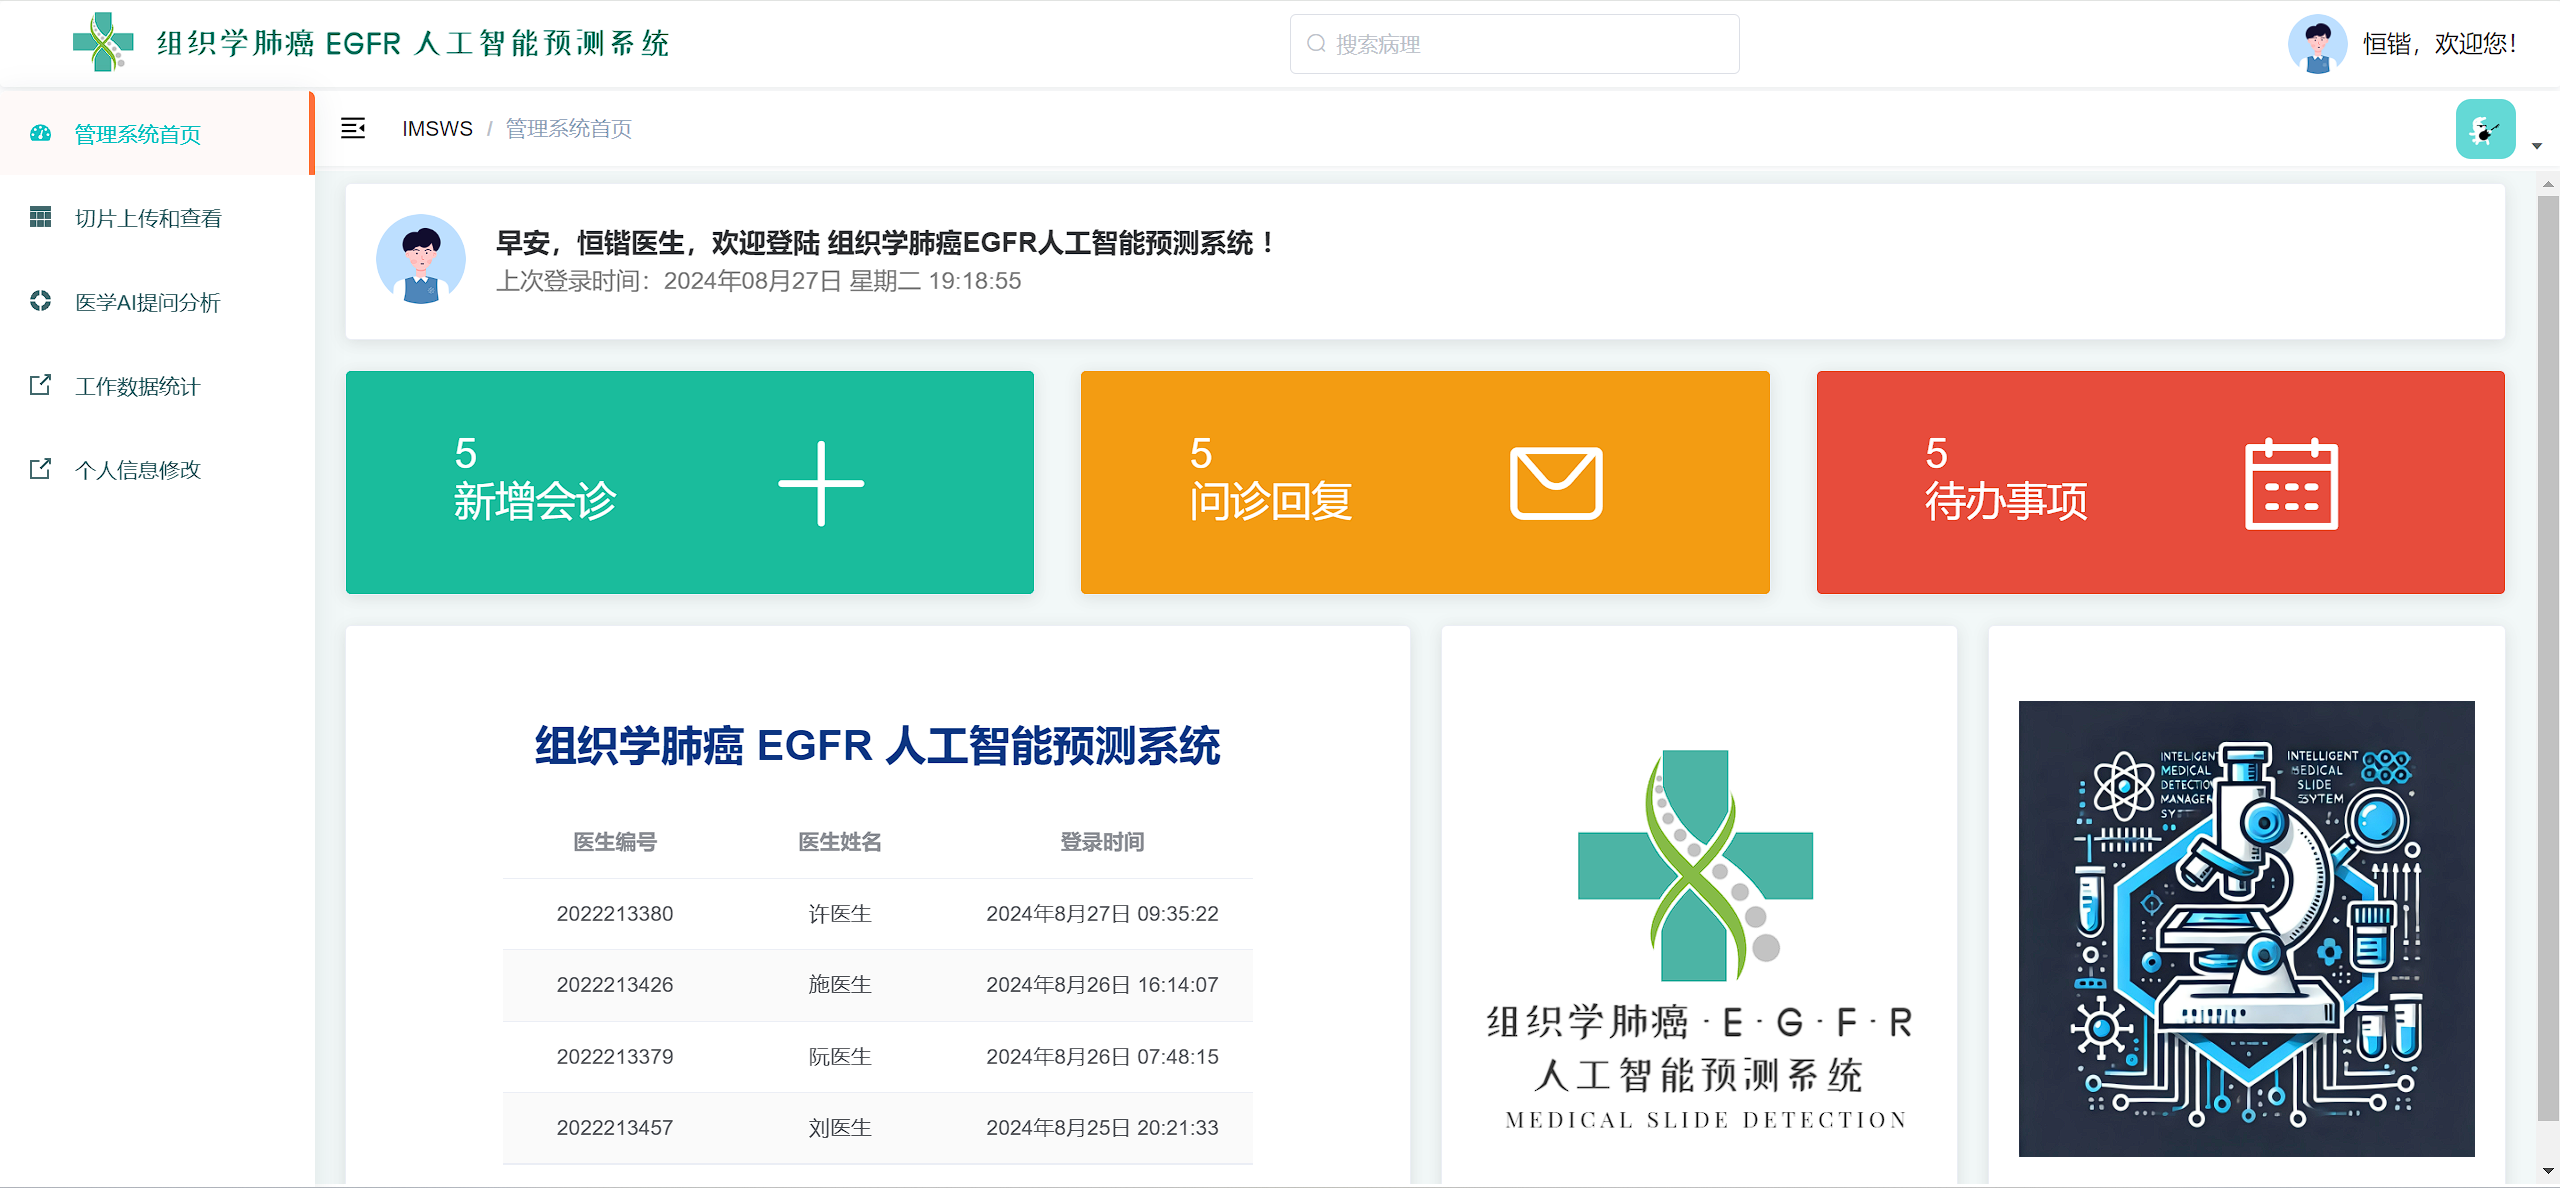 组织学肺癌 EGFR 人工智能预测系统
搜索病理
恒锴，欢迎您！
管理系统首页
切片上传和查看
医学AI提问分析
工作数据统计
个人信息修改
IMSWS / 管理系统首页
早安，恒锴医生，欢迎登陆 组织学肺癌EGFR人工智能预测系统！
上次登录时间：2024年08月27日 星期二 19:18:55
5
新增会诊
5
问诊回复
5
待办事项
组织学肺癌 EGFR 人工智能预测系统
医生编号 医生姓名 登录时间
2022213380 许医生 2024年8月27日 09:35:22
2022213426 施医生 2024年8月26日 16:14:07
2022213379 阮医生 2024年8月26日 07:48:15
2022213457 刘医生 2024年8月25日 20:21:33
组织学肺癌·E·G·F·R
人工智能预测系统
MEDICAL SLIDE DETECTION
INTELIGENT
MEDICAL
DETECTIO
MANAGER
SY
INTELLIGENT
MEDICAL
SLIDE
SYTEM